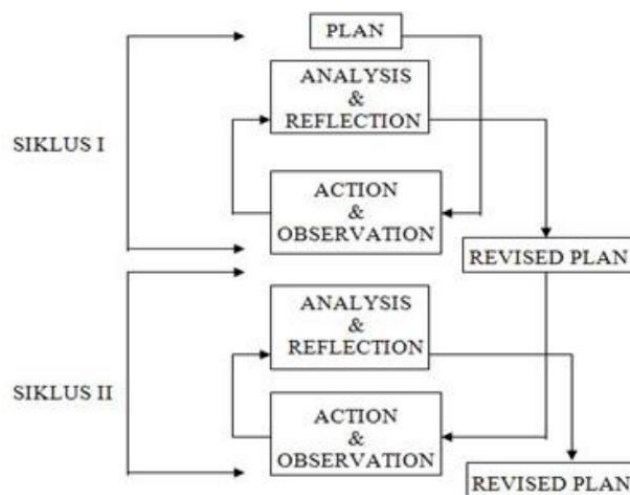 PLAN
ANALYSIS
&
REFLECTION
SIKLUS I
ACTION
&
OBSERVATION
REVISED PLAN
ANALYSIS
&
REFLECTION
SIKLUS II
ACTION
&
OBSERVATION
REVISED PLAN